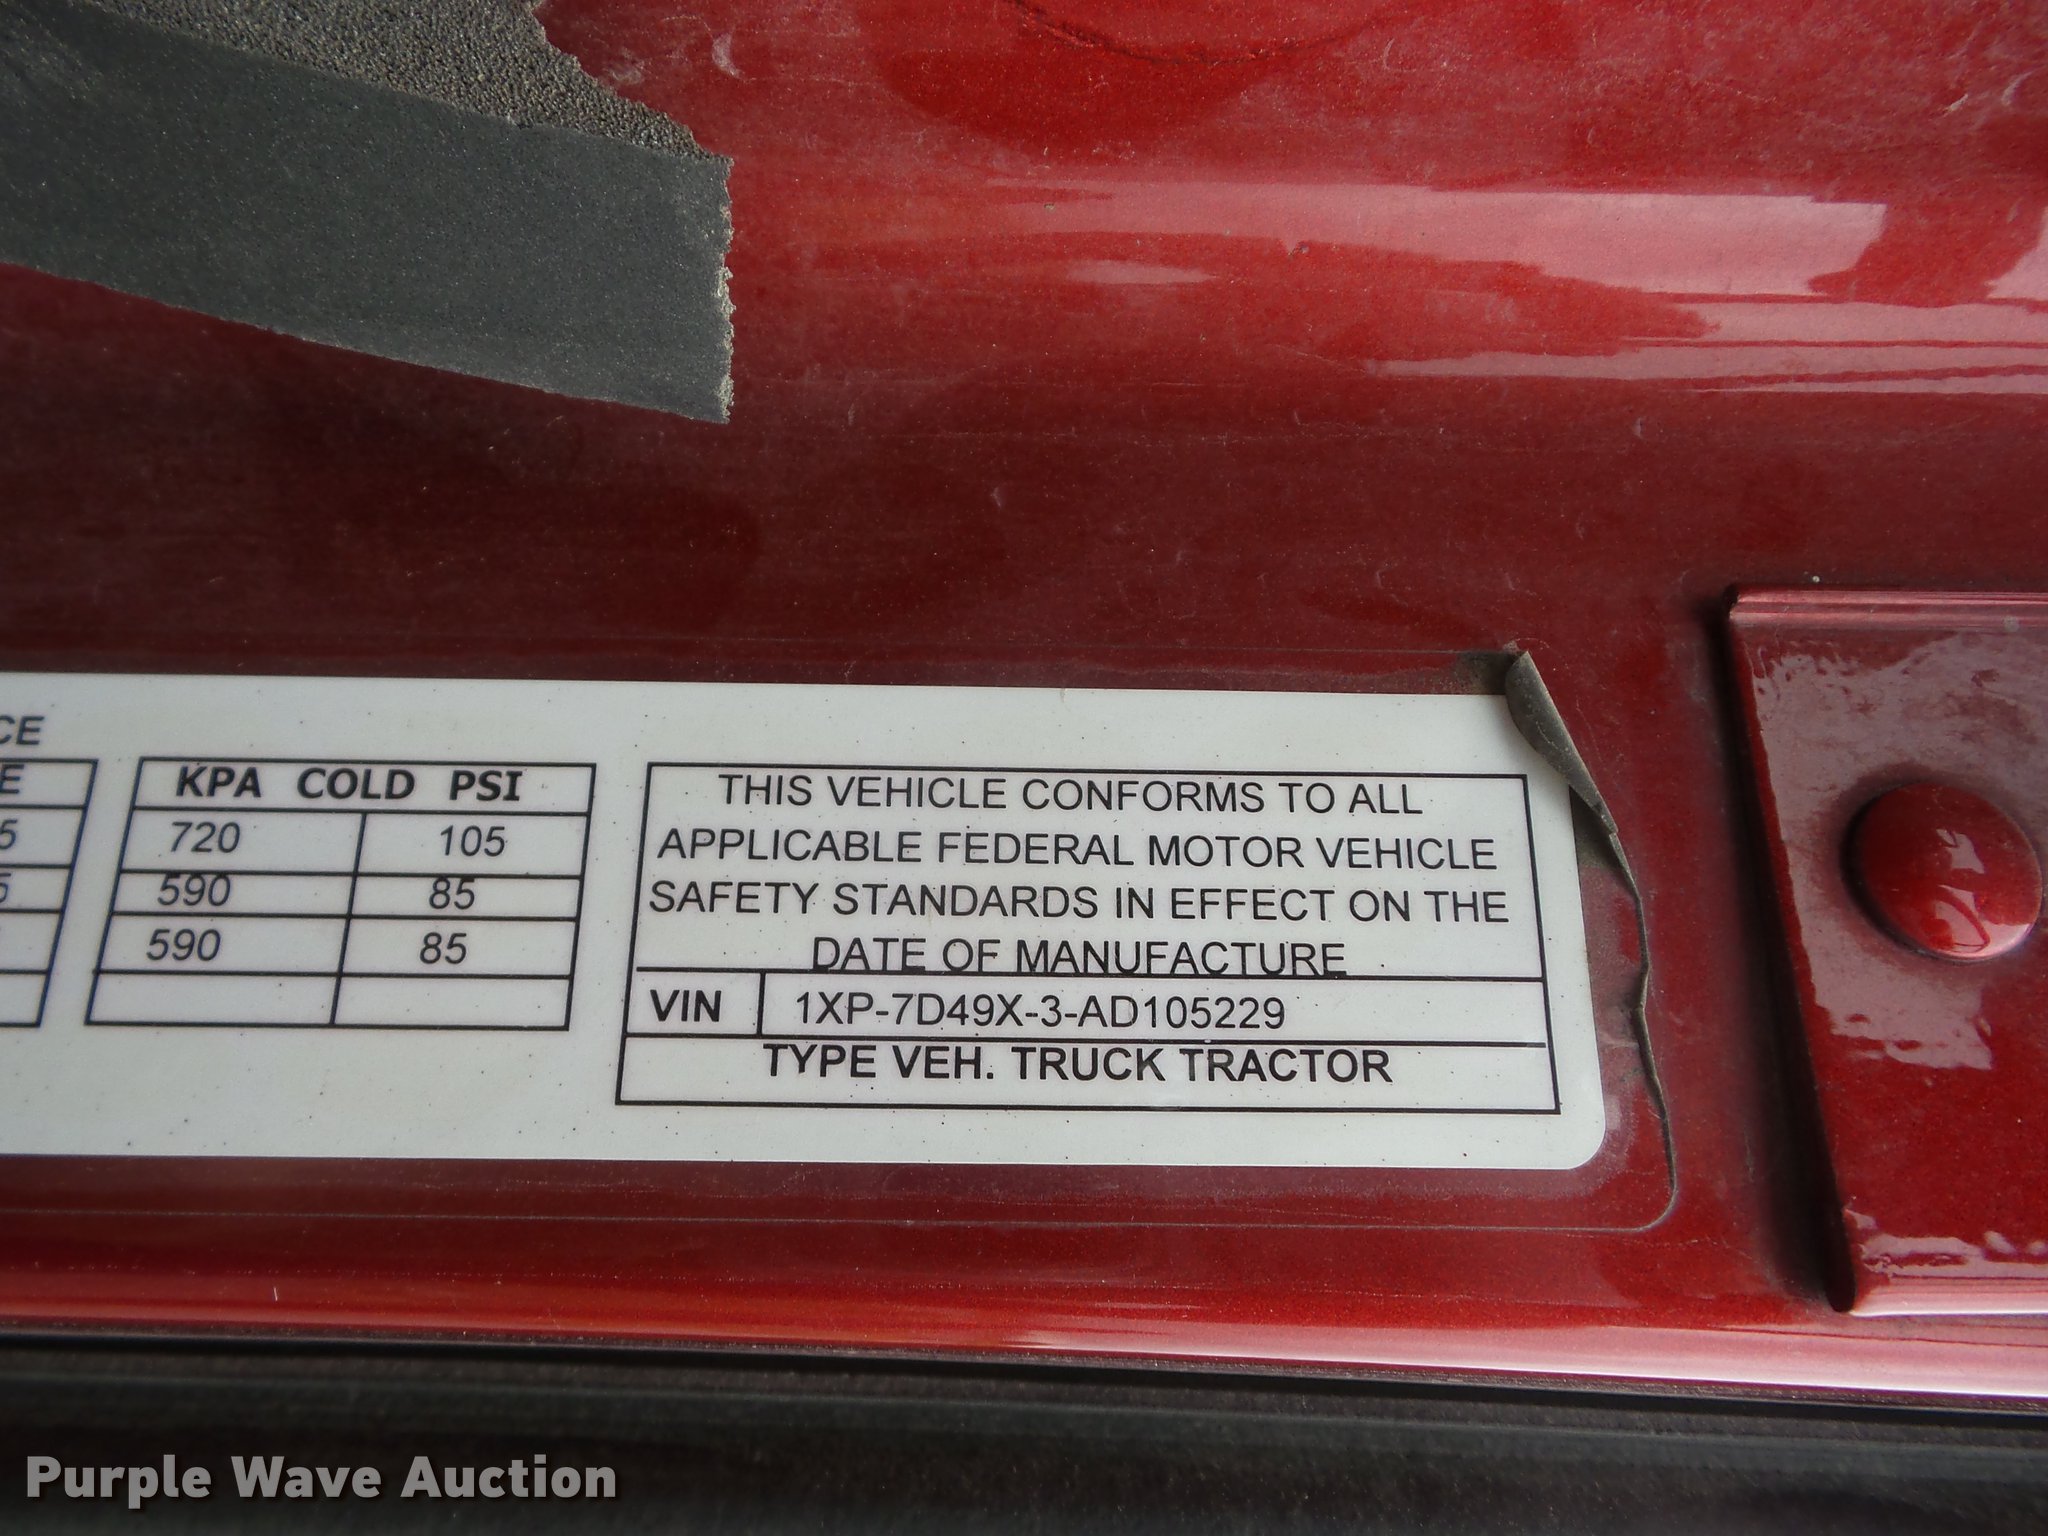 CE
E
5
5
KPA COLD PSI
720 105
590 85
590 85
THIS VEHICLE CONFORMS TO ALL
APPLICABLE FEDERAL MOTOR VEHICLE
SAFETY STANDARDS IN EFFECT ON THE
DATE OF MANUFACTURE
VIN 1XP-7D49X-3-AD105229
TYPE VEH. TRUCK TRACTOR
Purple Wave Auction